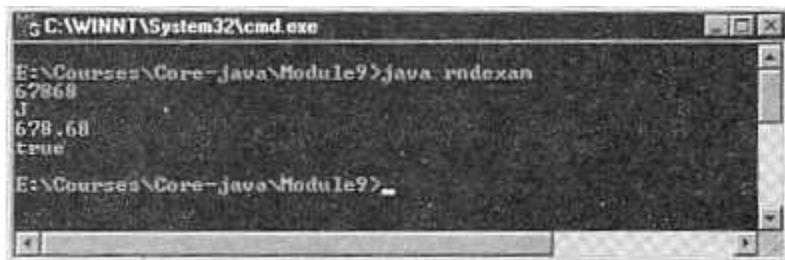 C:\WINNT\System32\cmd.exe
E:\Courses\Core-java\Module9>java rndexam
67868
J
678.68
true
E:\Courses\Core-java\Module9>